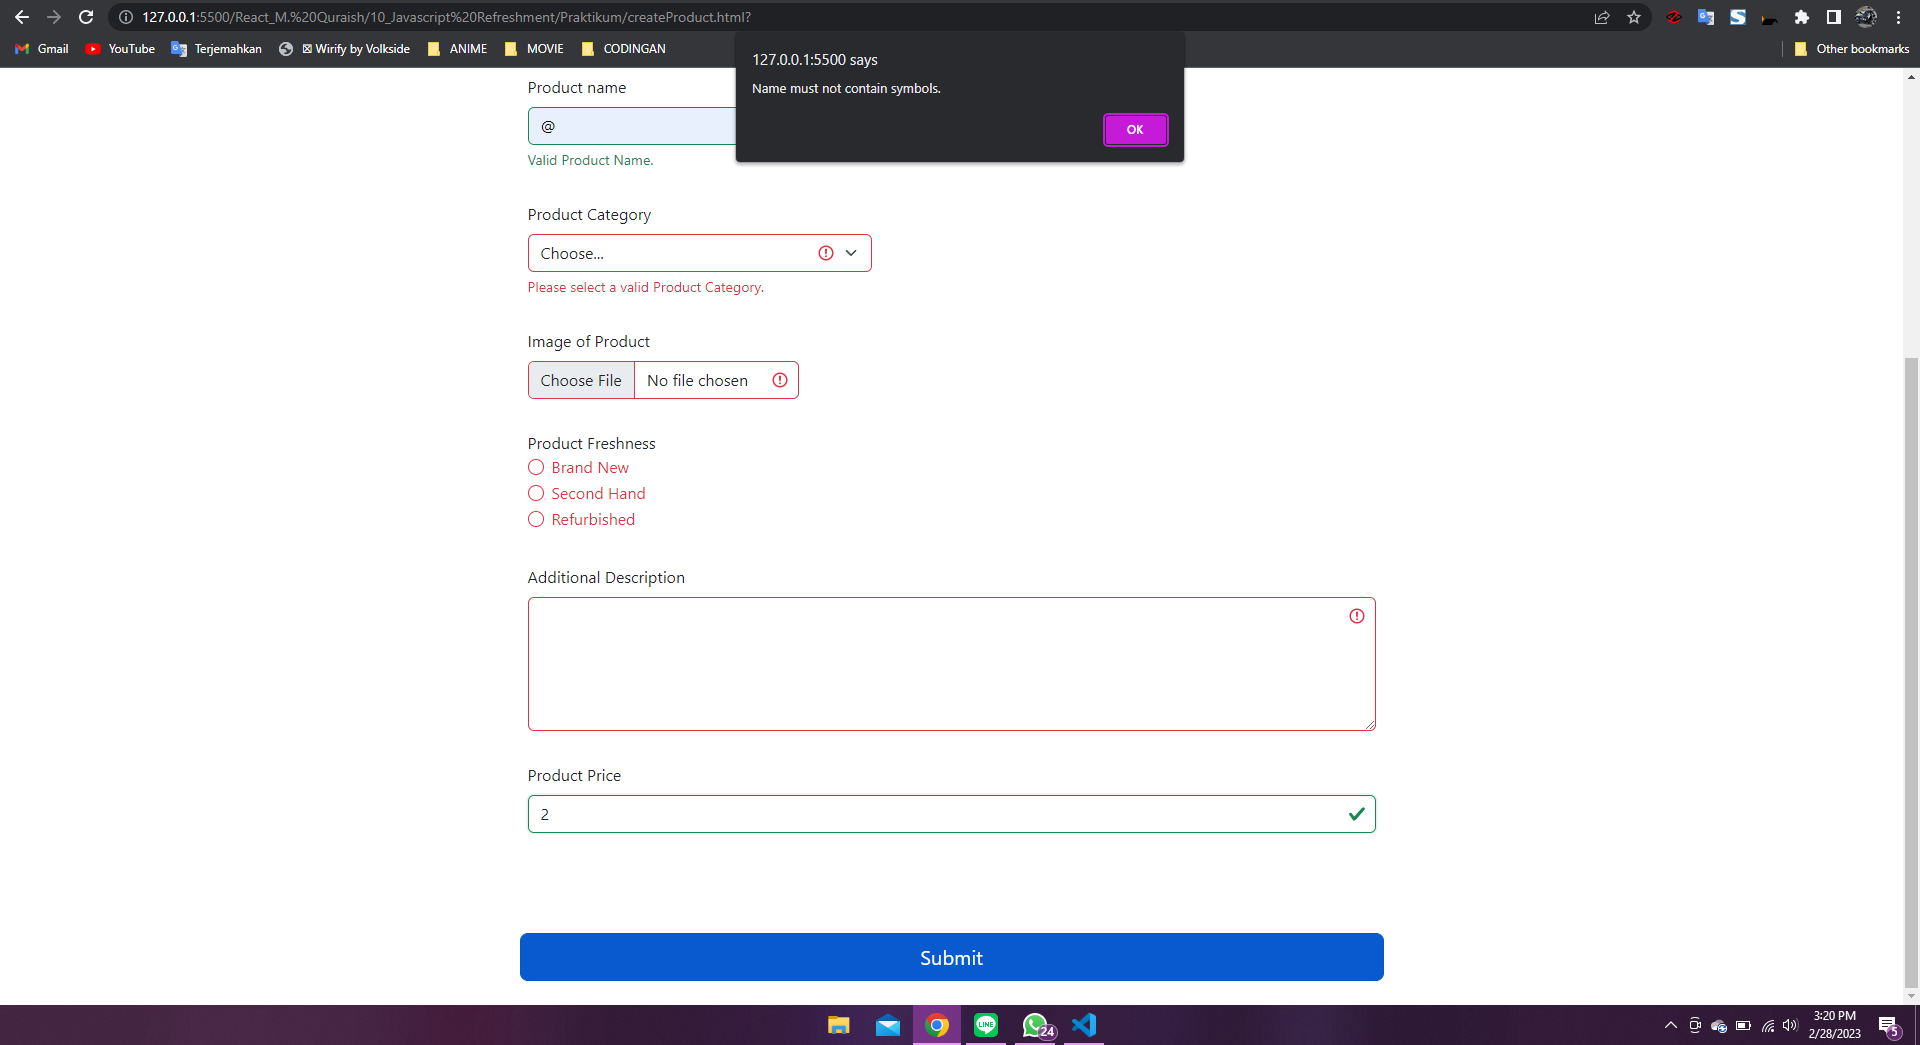 127.0.0.1:5500/React_M.%20Quraish/10_Javascript%20Refreshment/Praktikum/createProduct.html?
Gmail YouTube Terjemahkan Wirify by Volkside ANIME MOVIE CODINGAN Other bookmarks
127.0.0.1:5500 says
Name must not contain symbols.
OK
Product name
@
Valid Product Name.
Product Category
Choose...
Please select a valid Product Category.
Image of Product
Choose File No file chosen
Product Freshness
Brand New
Second Hand
Refurbished
Additional Description
Product Price
2
Submit
LINE
24
3:20 PM
2/28/2023
5